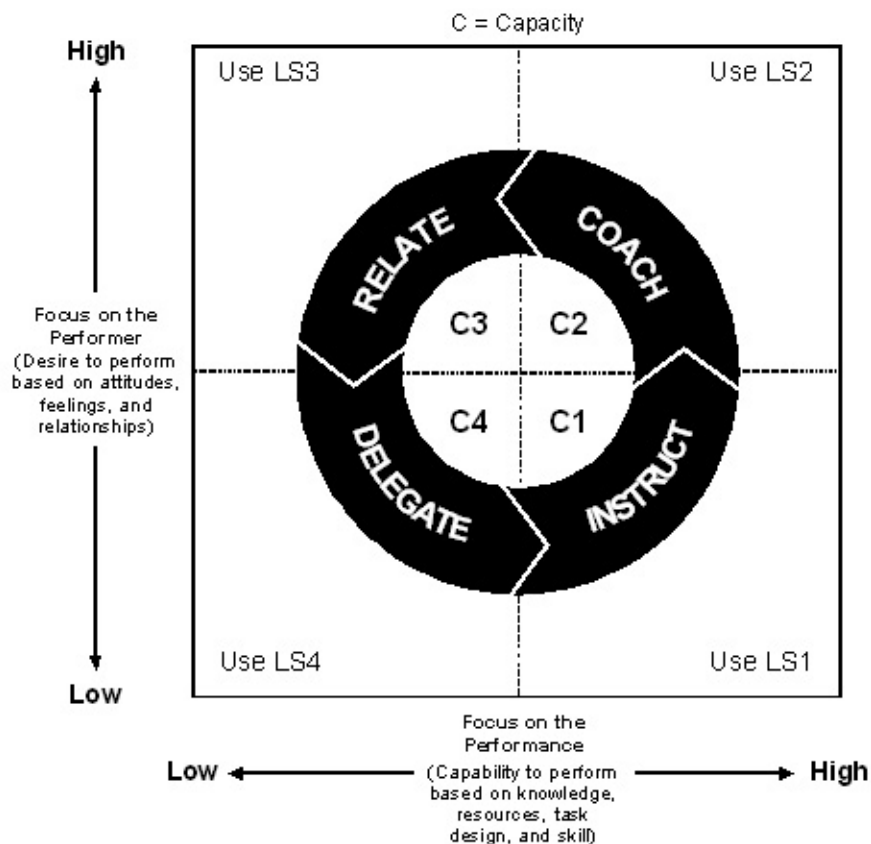 C = Capacity
High
Use LS3
Use LS2
RELATE
COACH
C3
C2
Focus on the
Performer
(Desire to perform
based on attitudes,
feelings, and
relationships)
C4
C1
DELEGATE
INSTRUCT
Use LS4
Use LS1
Low
Focus on the
Performance
Low
High
(Capability to perform
based on knowledge,
resources, task
design, and skill)